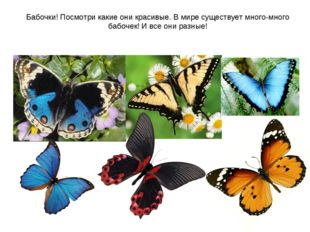 Бабочки! Посмотри какие они красивые. В мире существует много-много
бабочек! И все они разные!